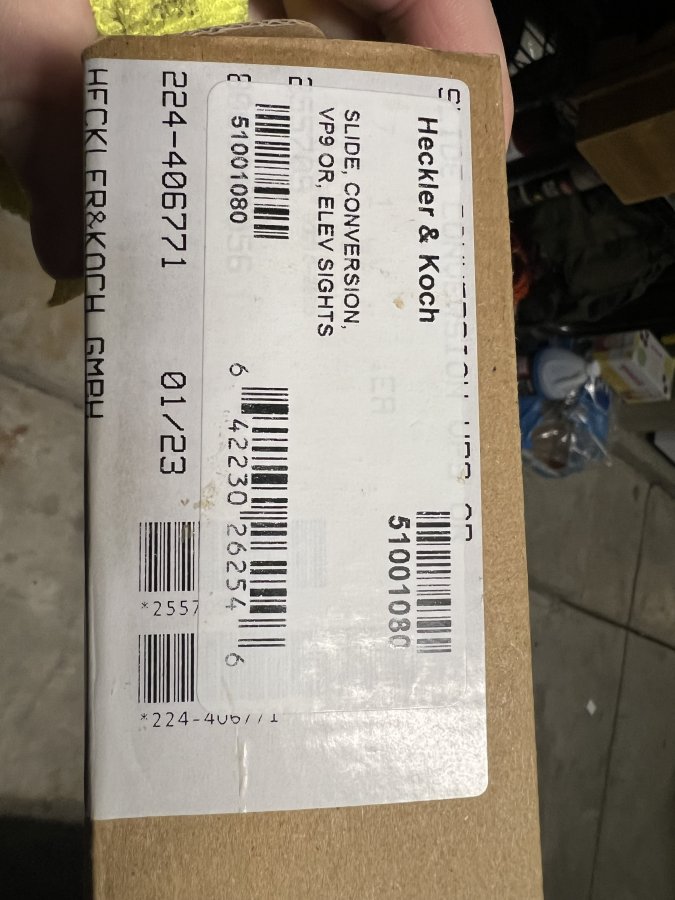 Heckler & Koch
51001080
SLIDE, CONVERSION,
VP9 OR, ELEV SIGHTS
51001080
6 42230 26254 6
224-406771 01/23
HECKLER&KOCH GMBH
*2557
*224-406771